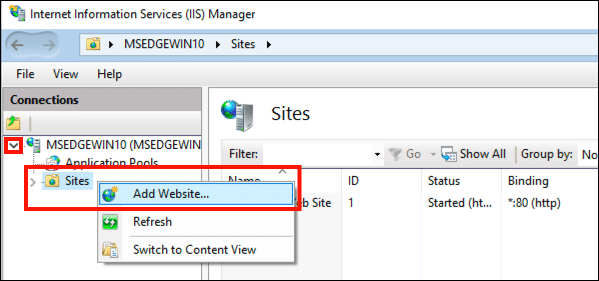 Internet Information Services (IIS) Manager
MSEDGEWIN10 ▸ Sites ▸
File View Help
Connections
MSEDGEWIN10 (MSEDGEWIN
Application Pools
Sites
Add Website...
Refresh
Switch to Content View
Sites
Filter: Go Show All Group by: No
Name ID Status Binding
eb Site 1 Started (ht... *:80 (http)